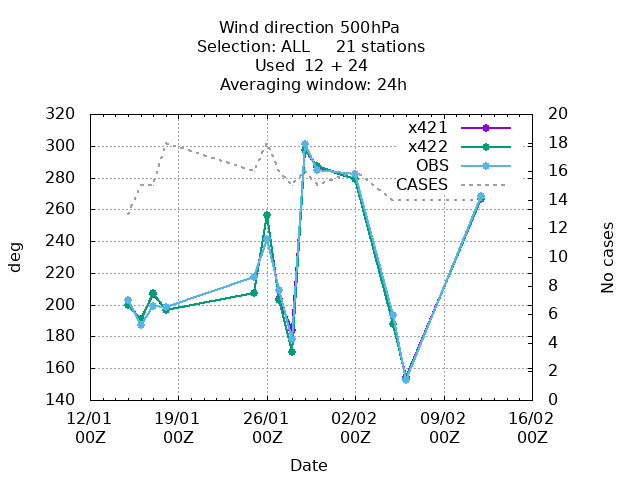 Wind direction 500hPa
Selection: ALL 21 stations
Used 12 + 24
Averaging window: 24h
320
300
280
260
240
220
200
180
160
140
deg
20
18
16
14
12
10
8
6
4
2
0
No cases
x421
x422
OBS
CASES
12/01 19/01 26/01 02/02 09/02 16/02
00Z 00Z 00Z 00Z 00Z 00Z
Date